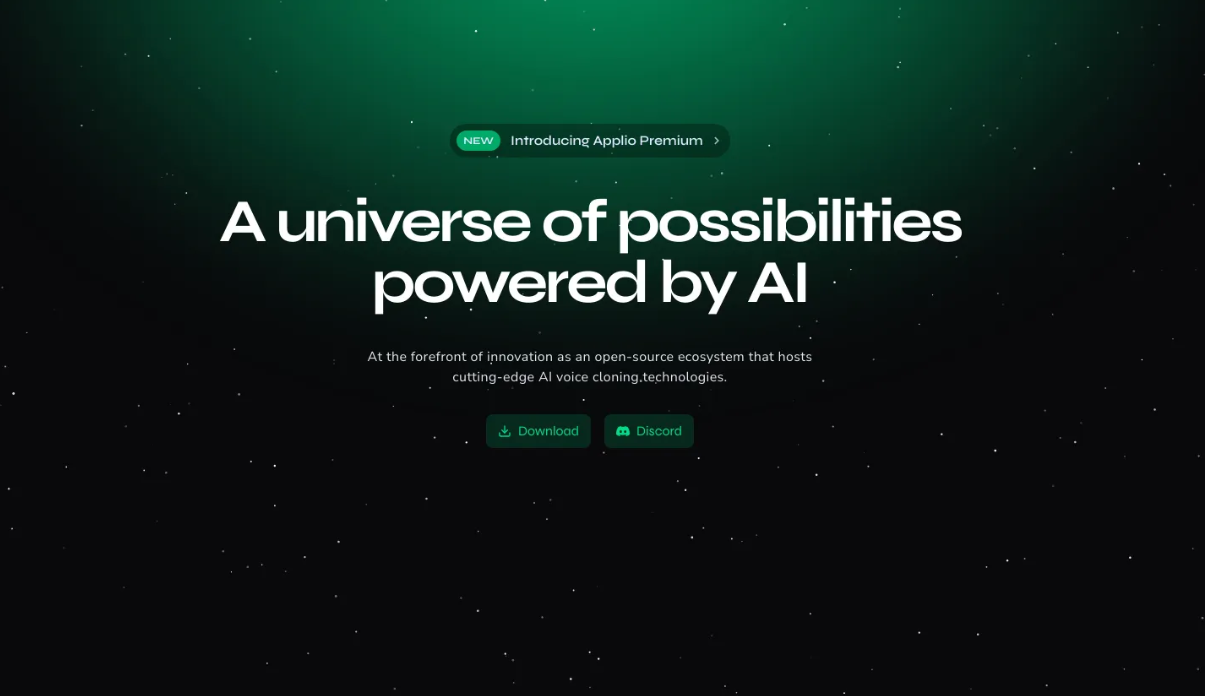 NEW Introducing Applio Premium
A universe of possibilities
powered by AI
At the forefront of innovation as an open-source ecosystem that hosts
cutting-edge AI voice cloning technologies.
Download Discord